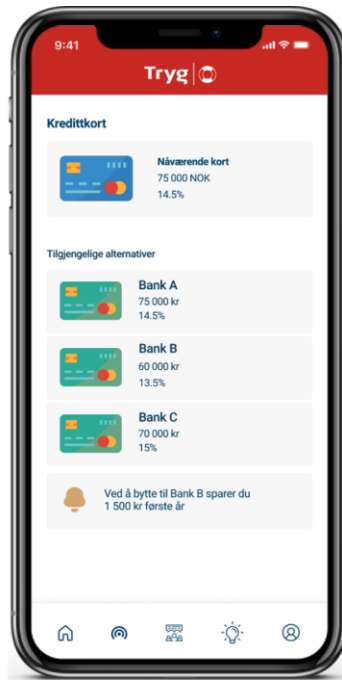 9:41
Tryg
Kredittkort
Nåværende kort
75 000 NOK
14.5%
Tilgjengelige alternativer
Bank A
75 000 kr
14.5%
Bank B
60 000 kr
13.5%
Bank C
70 000 kr
15%
Ved å bytte til Bank B sparer du
1 500 kr første år